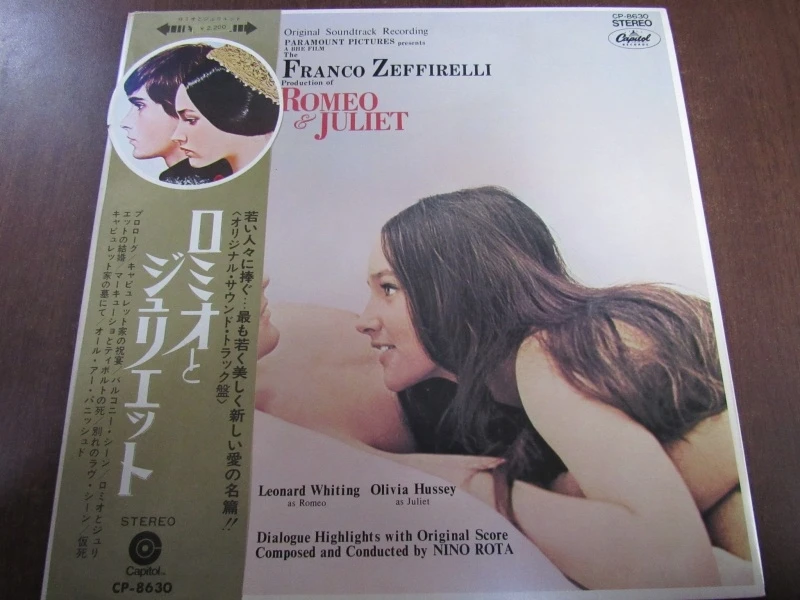 ¥2,000
ロミオと
ジュリエット
若い人々に捧ぐ…最も若く美しく新しい愛の名篇!!
〈オリジナル・サウンド・トラック盤〉
プロローグ/キャピュレット家の祝宴/バルコニー・シーン/ロミオとジュリ
エットの結婚/マーキューショとティボルトの死/別れのラヴ・シーン/仮死
キャピュレット家の墓にて/オール・アー・パニッシュド
STEREO
Capitol
CP-8630
Original Soundtrack Recording
PARAMOUNT PICTURES presents
A BHE FILM
The
FRANCO ZEFFIRELLI
Production of
ROMEO
& JULIET
CP-8630
STEREO
Capitol
RECORDS
Leonard Whiting Olivia Hussey
as Romeo as Juliet
Dialogue Highlights with Original Score
Composed and Conducted by NINO ROTA